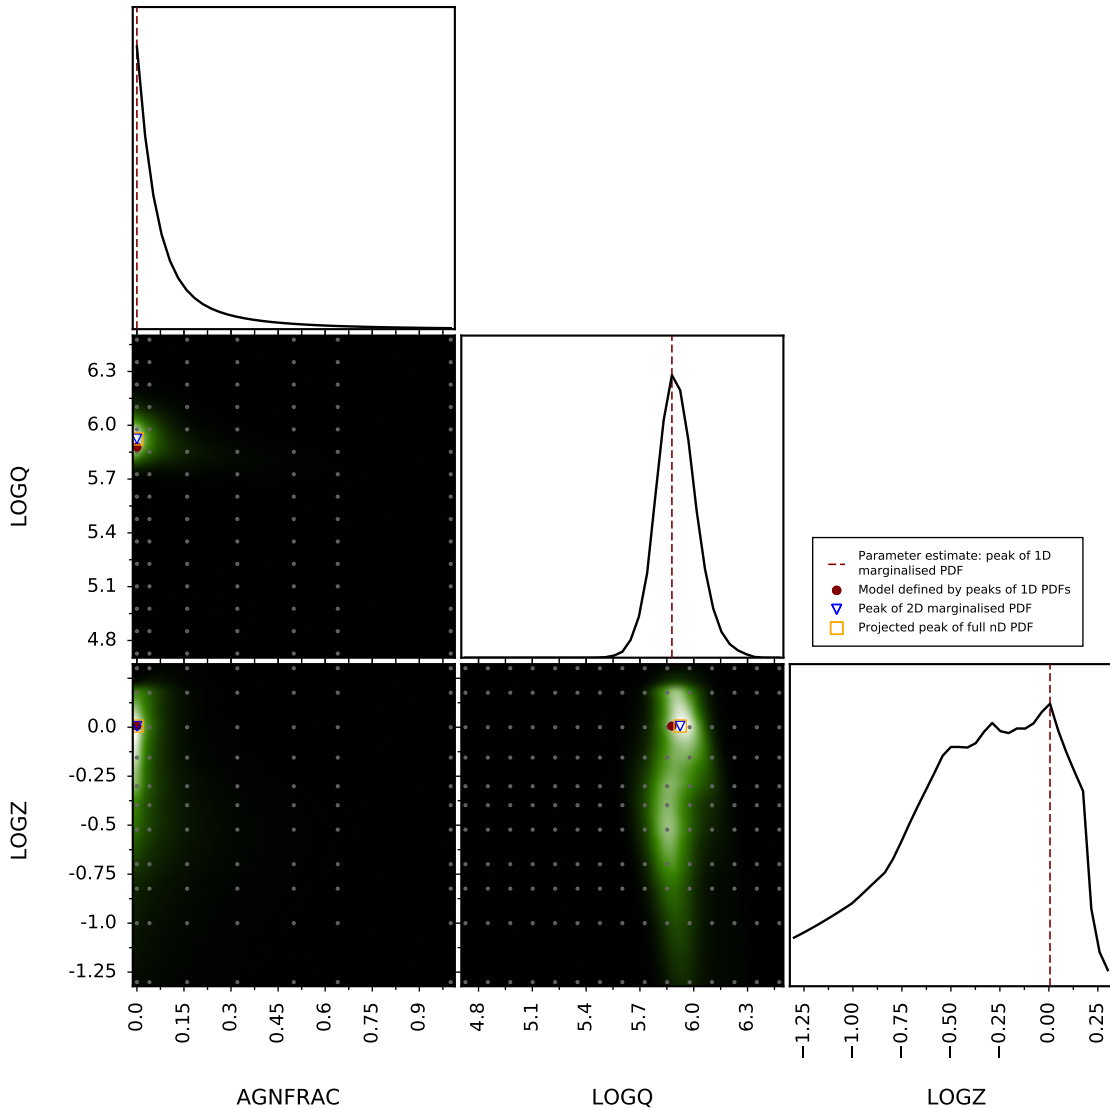 6.3
6.0
5.7
5.4
5.1
4.8
LOGQ
Parameter estimate: peak of 1D
marginalised PDF
Model defined by peaks of 1D PDFs
Peak of 2D marginalised PDF
Projected peak of full nD PDF
0.0
-0.25
-0.5
-0.75
-1.0
-1.25
LOGZ
0.0 0.15 0.3 0.45 0.6 0.75 0.9
4.8 5.1 5.4 5.7 6.0 6.3
−1.25 −1.00 −0.75 −0.50 −0.25 0.00 0.25
AGNFRAC LOGQ LOGZ